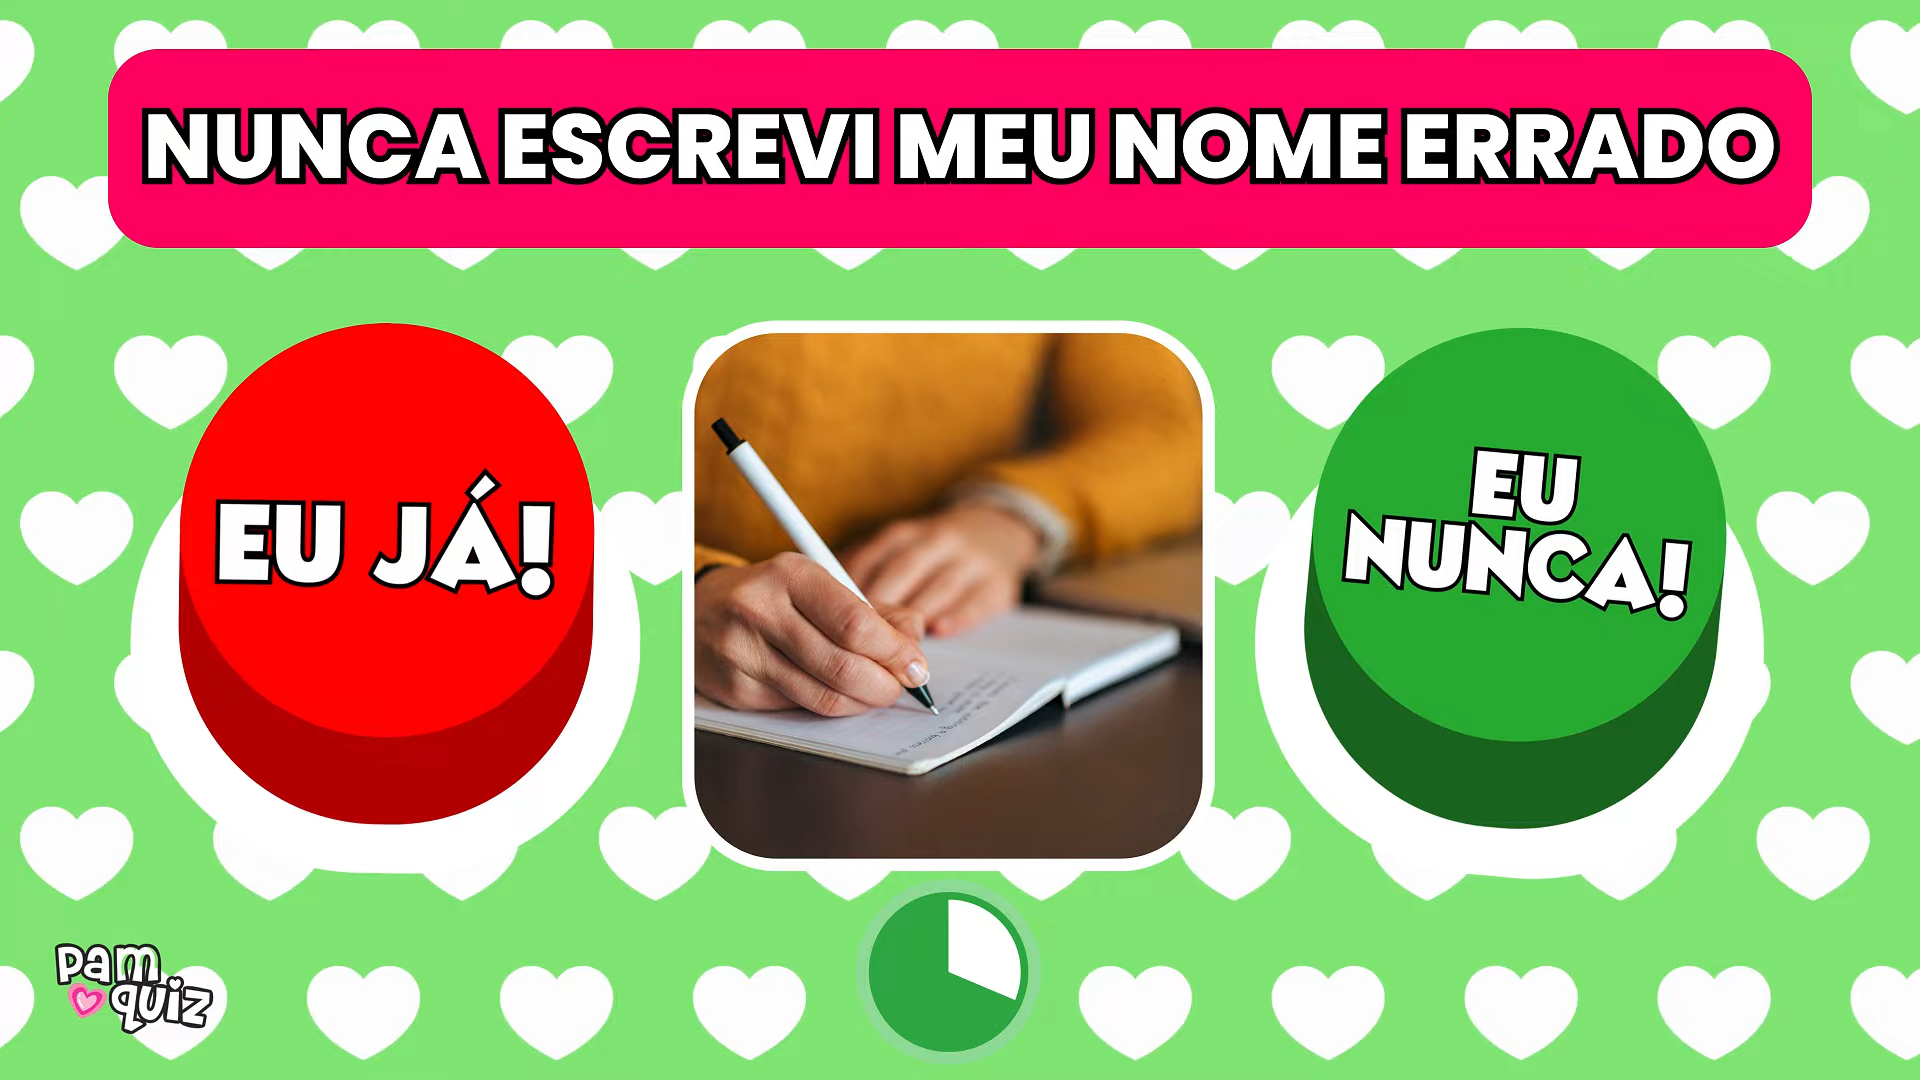 NUNCA ESCREVI MEU NOME ERRADO
EU JÁ!
EU
NUNCA!
pam
quiz